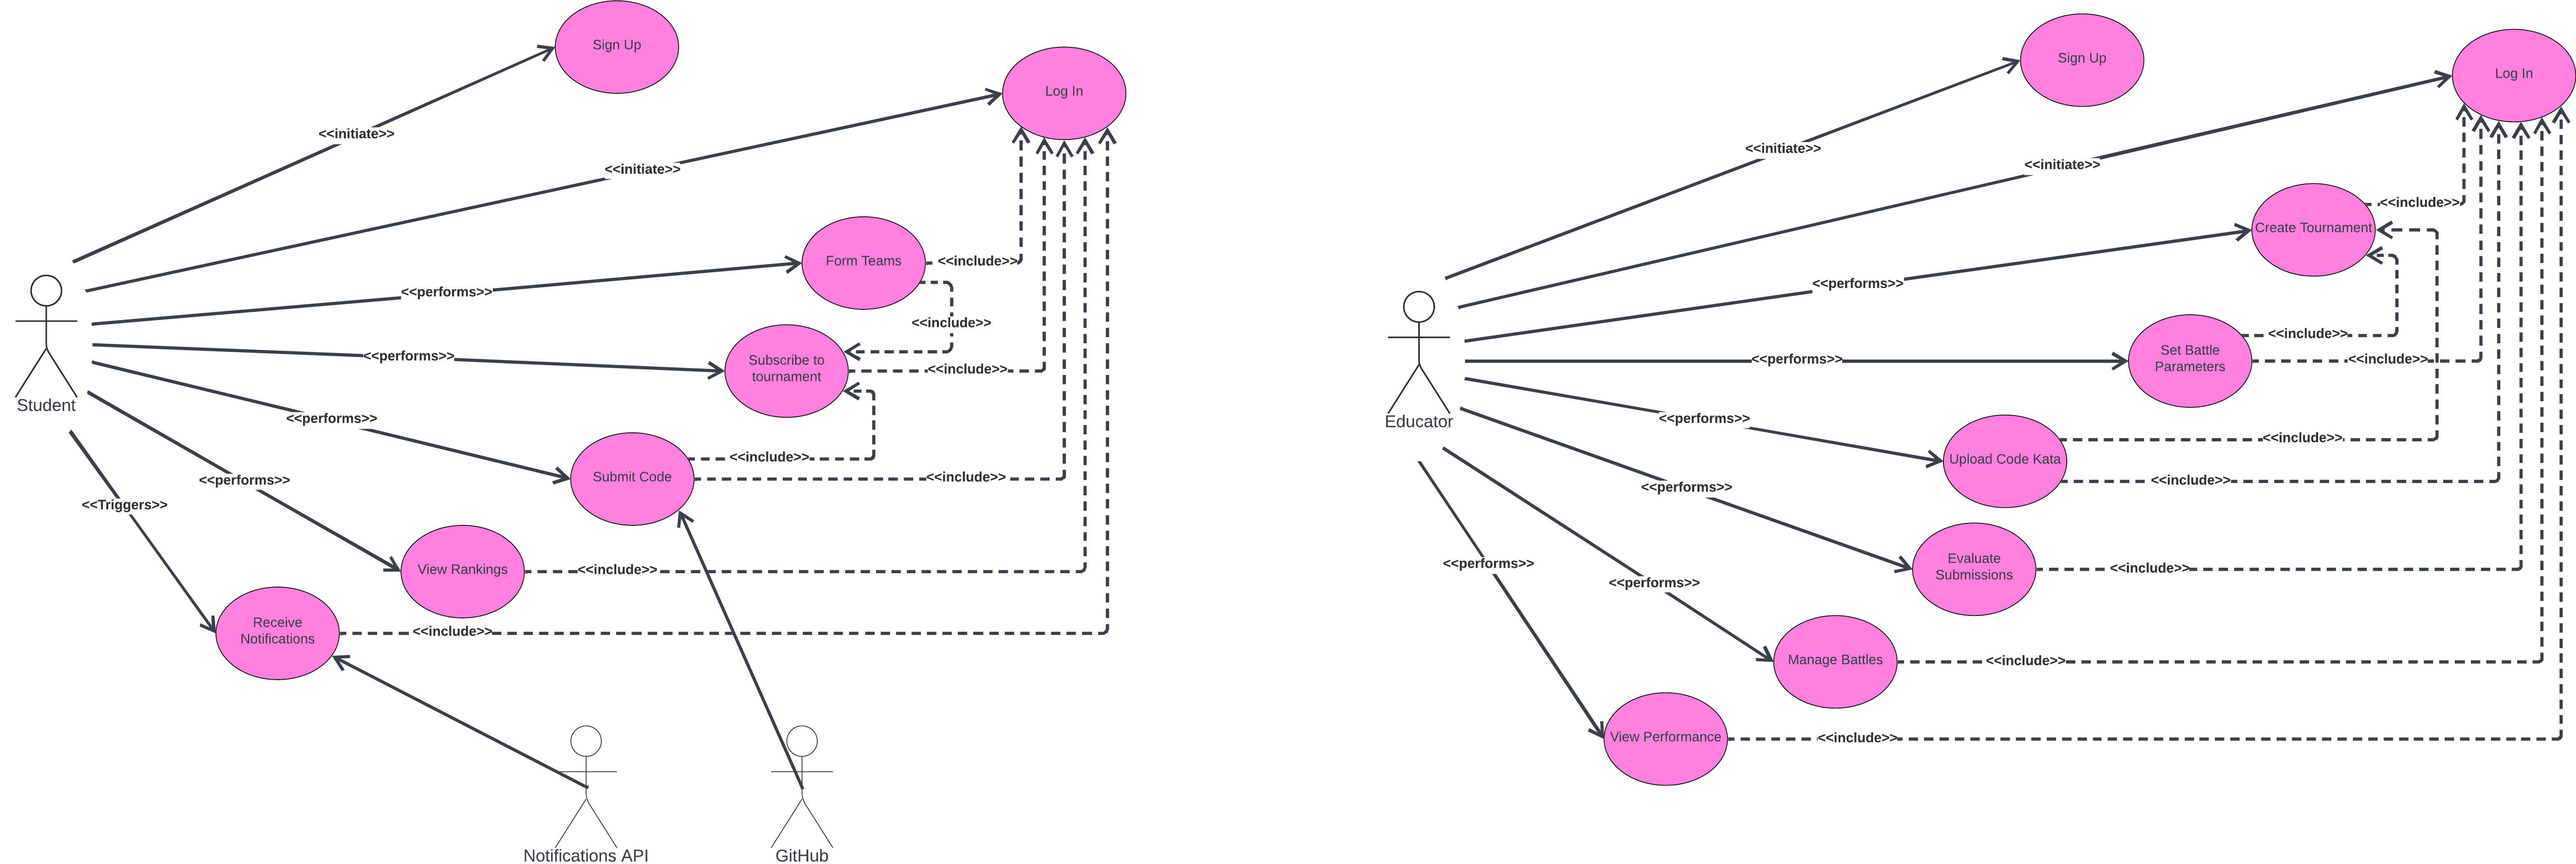 Sign Up
Log In
<<initiate>>
<<initiate>>
Form Teams
<<include>>
<<performs>>
<<include>>
<<performs>>
Subscribe to
tournament
<<include>>
Student
<<performs>>
<<include>>
Submit Code
<<include>>
<<performs>>
<<Triggers>>
View Rankings
<<include>>
Receive
Notifications
<<include>>
Notifications API
GitHub
Sign Up
Log In
<<initiate>>
<<initiate>>
<<include>>
Create Tournament
<<performs>>
<<include>>
<<performs>>
Set Battle
Parameters
<<include>>
Educator
<<performs>>
<<include>>
Upload Code Kata
<<include>>
<<performs>>
Evaluate
Submissions
<<include>>
<<performs>>
<<performs>>
Manage Battles
<<include>>
View Performance
<<include>>